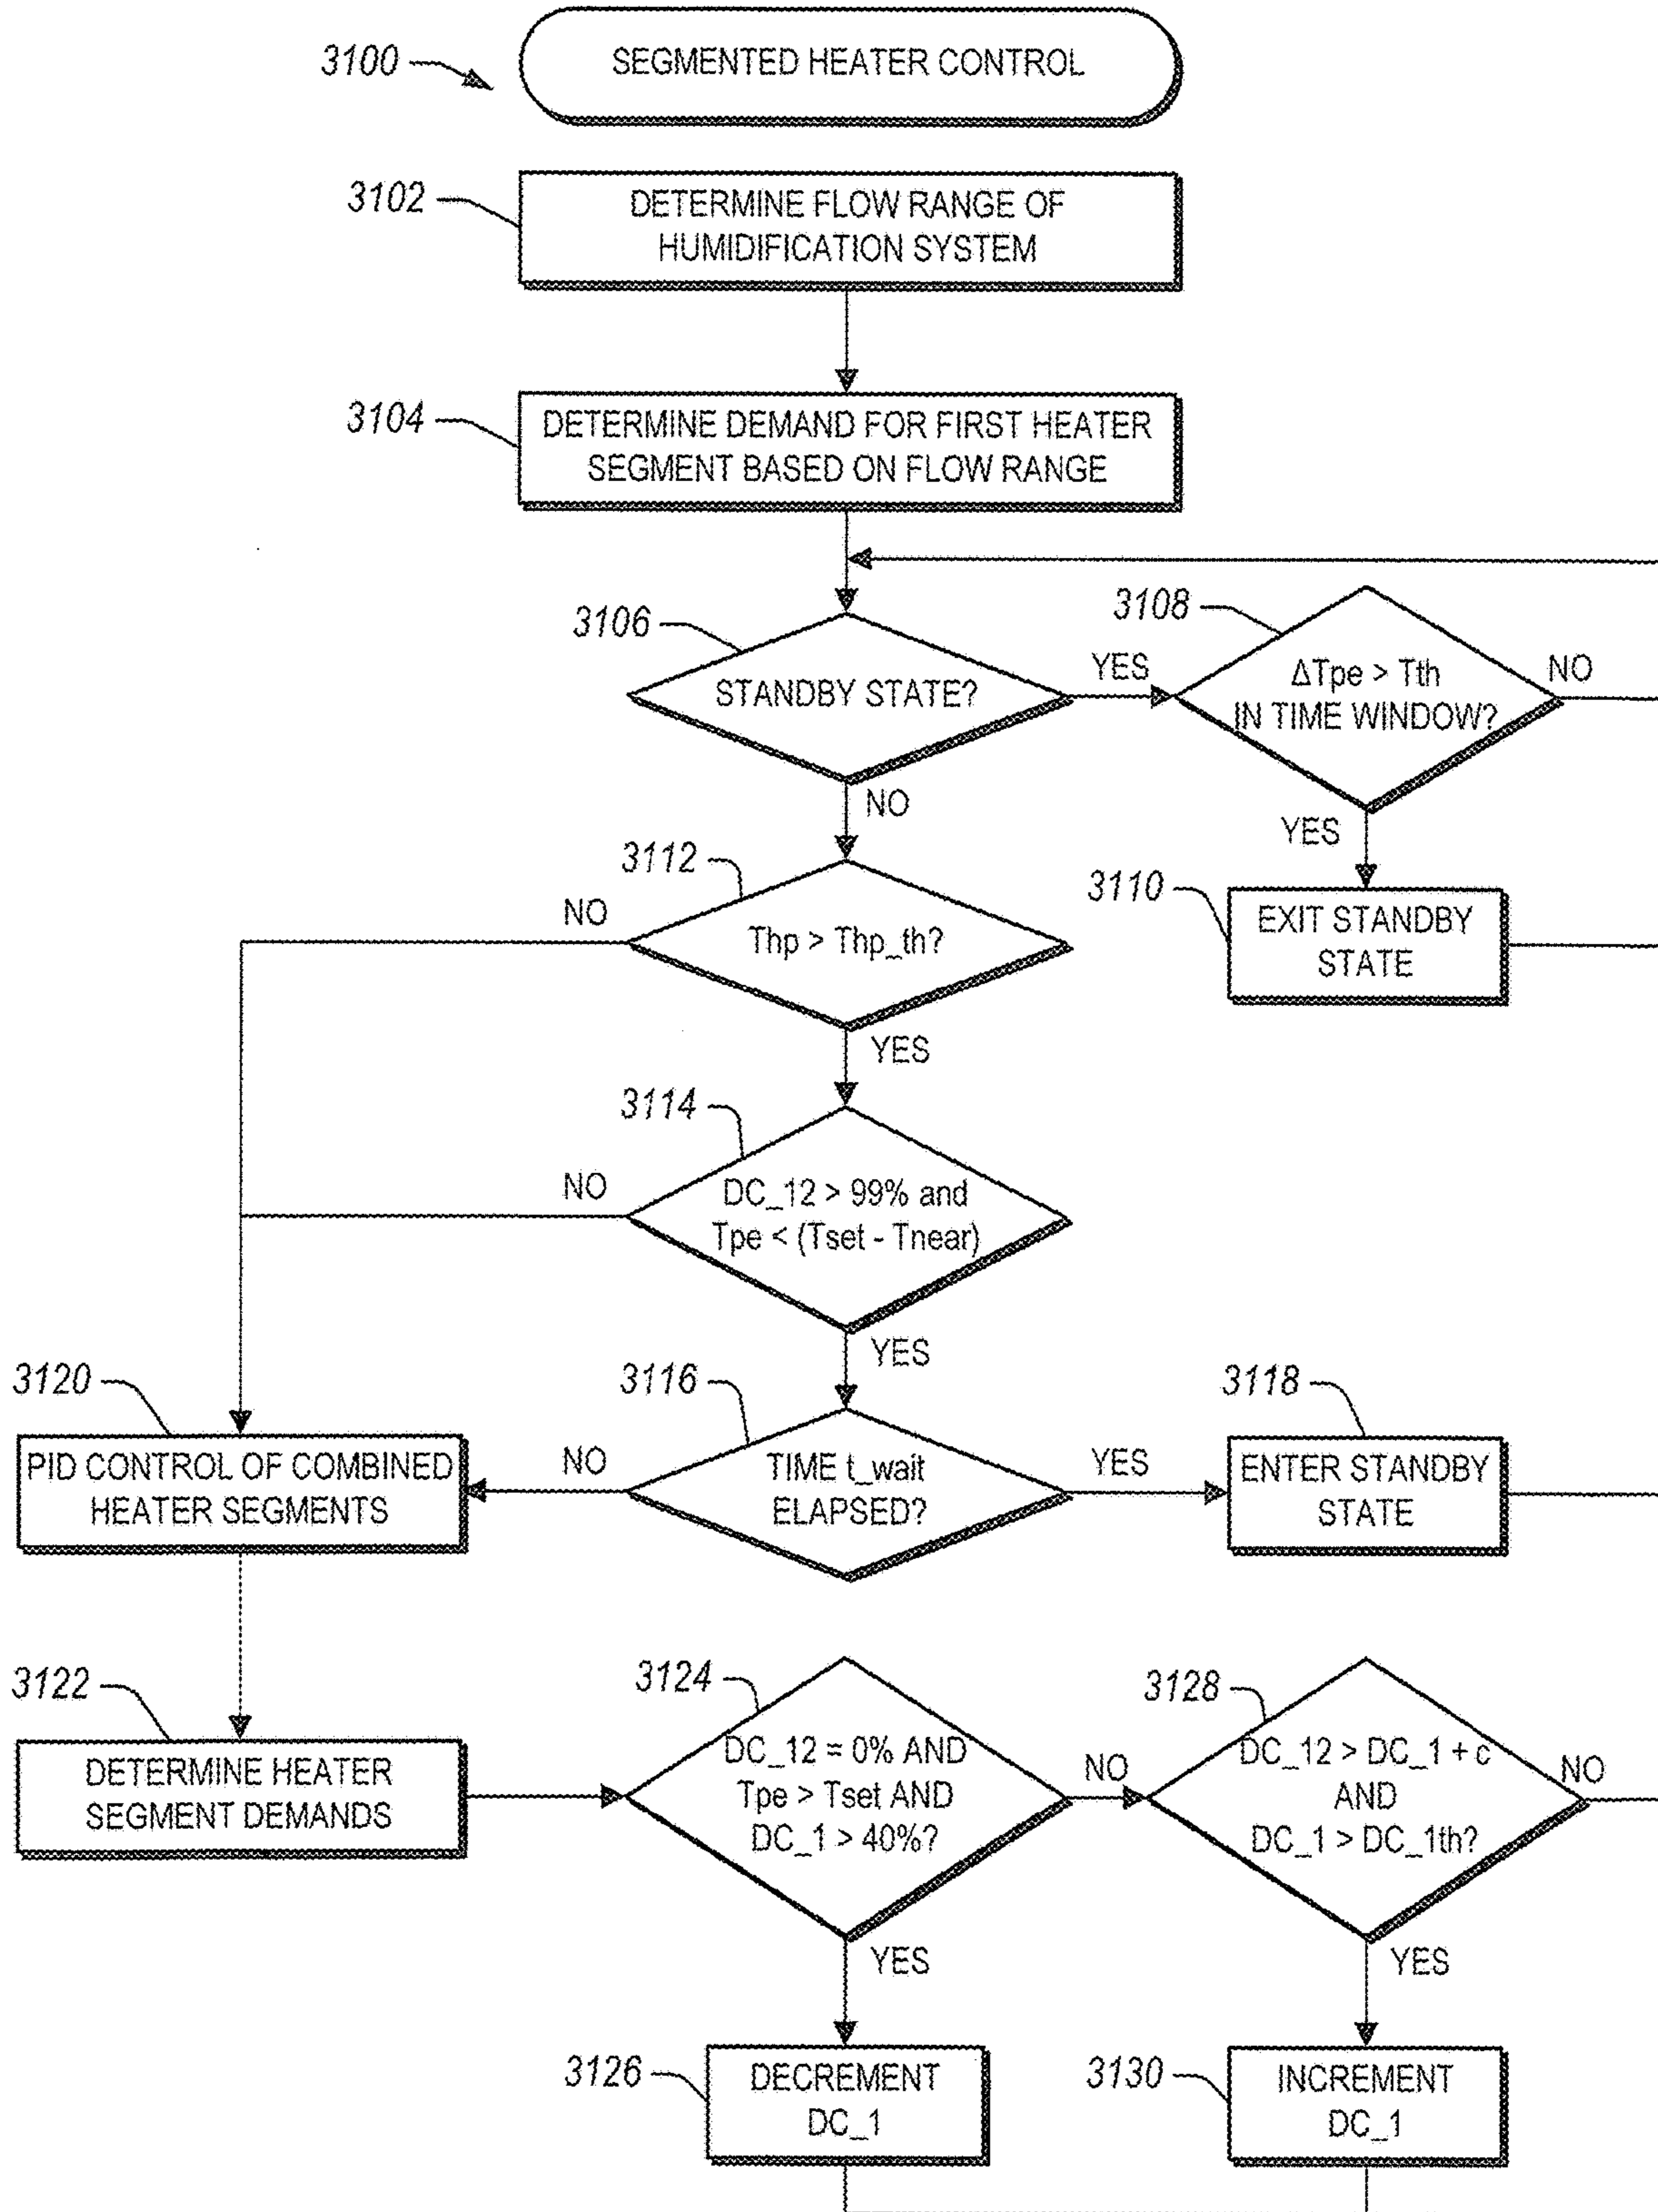 3100
SEGMENTED HEATER CONTROL
3102
DETERMINE FLOW RANGE OF
HUMIDIFICATION SYSTEM
3104
DETERMINE DEMAND FOR FIRST HEATER
SEGMENT BASED ON FLOW RANGE
3106
STANDBY STATE?
YES
3108
ΔTpe > Tth
IN TIME WINDOW?
NO
NO
YES
3110
EXIT STANDBY
STATE
3112
NO
Thp > Thp_th?
YES
3114
NO
DC_12 > 99% and
Tpe < (Tset - Tnear)
YES
3120
PID CONTROL OF COMBINED
HEATER SEGMENTS
3116
NO
TIME t_wait
ELAPSED?
YES
3118
ENTER STANDBY
STATE
3122
DETERMINE HEATER
SEGMENT DEMANDS
3124
DC_12 = 0% AND
Tpe > Tset AND
DC_1 > 40%?
NO
3128
DC_12 > DC_1 + c
AND
DC_1 > DC_1th?
NO
YES
YES
3126
DECREMENT
DC_1
3130
INCREMENT
DC_1